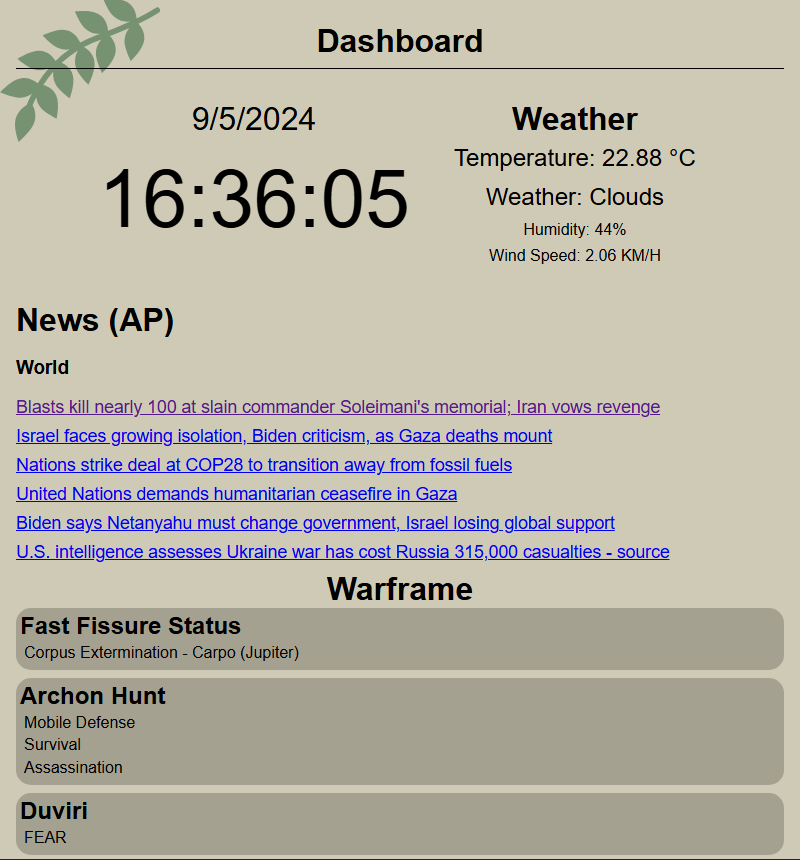 Dashboard
9/5/2024
16:36:05
Weather
Temperature: 22.88 °C
Weather: Clouds
Humidity: 44%
Wind Speed: 2.06 KM/H
News (AP)
World
Blasts kill nearly 100 at slain commander Soleimani's memorial; Iran vows revenge
Israel faces growing isolation, Biden criticism, as Gaza deaths mount
Nations strike deal at COP28 to transition away from fossil fuels
United Nations demands humanitarian ceasefire in Gaza
Biden says Netanyahu must change government, Israel losing global support
U.S. intelligence assesses Ukraine war has cost Russia 315,000 casualties - source
Warframe
Fast Fissure Status
Corpus Extermination - Carpo (Jupiter)
Archon Hunt
Mobile Defense
Survival
Assassination
Duviri
FEAR